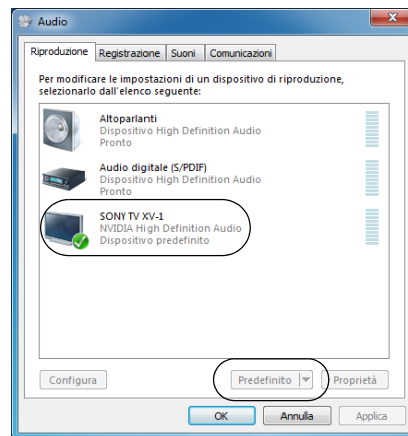 Audio
Riproduzione Registrazione Suoni Comunicazioni
Per modificare le impostazioni di un dispositivo di riproduzione,
selezionarlo dall'elenco seguente:
Altoparlanti
Dispositivo High Definition Audio
Pronto
Audio digitale (S/PDIF)
Dispositivo High Definition Audio
Pronto
SONY TV XV-1
NVIDIA High Definition Audio
Dispositivo predefinito
Configura Predefinito Proprietà
OK Annulla Applica